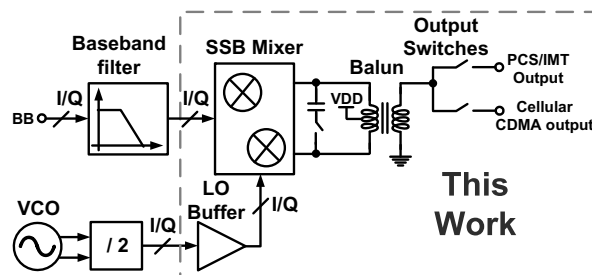 Baseband
filter
SSB Mixer
Output
Switches
Balun
PCS/IMT
Output
VDD
I/Q
I/Q
BB
Cellular
CDMA output
LO
Buffer
I/Q
This
Work
VCO
I/Q
/ 2